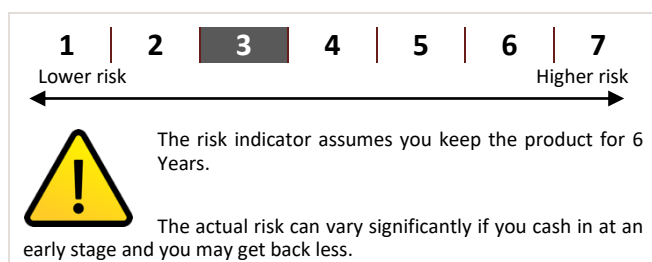 1 2 3 4 5 6 7
Lower risk Higher risk
The risk indicator assumes you keep the product for 6
Years.
The actual risk can vary significantly if you cash in at an
early stage and you may get back less.